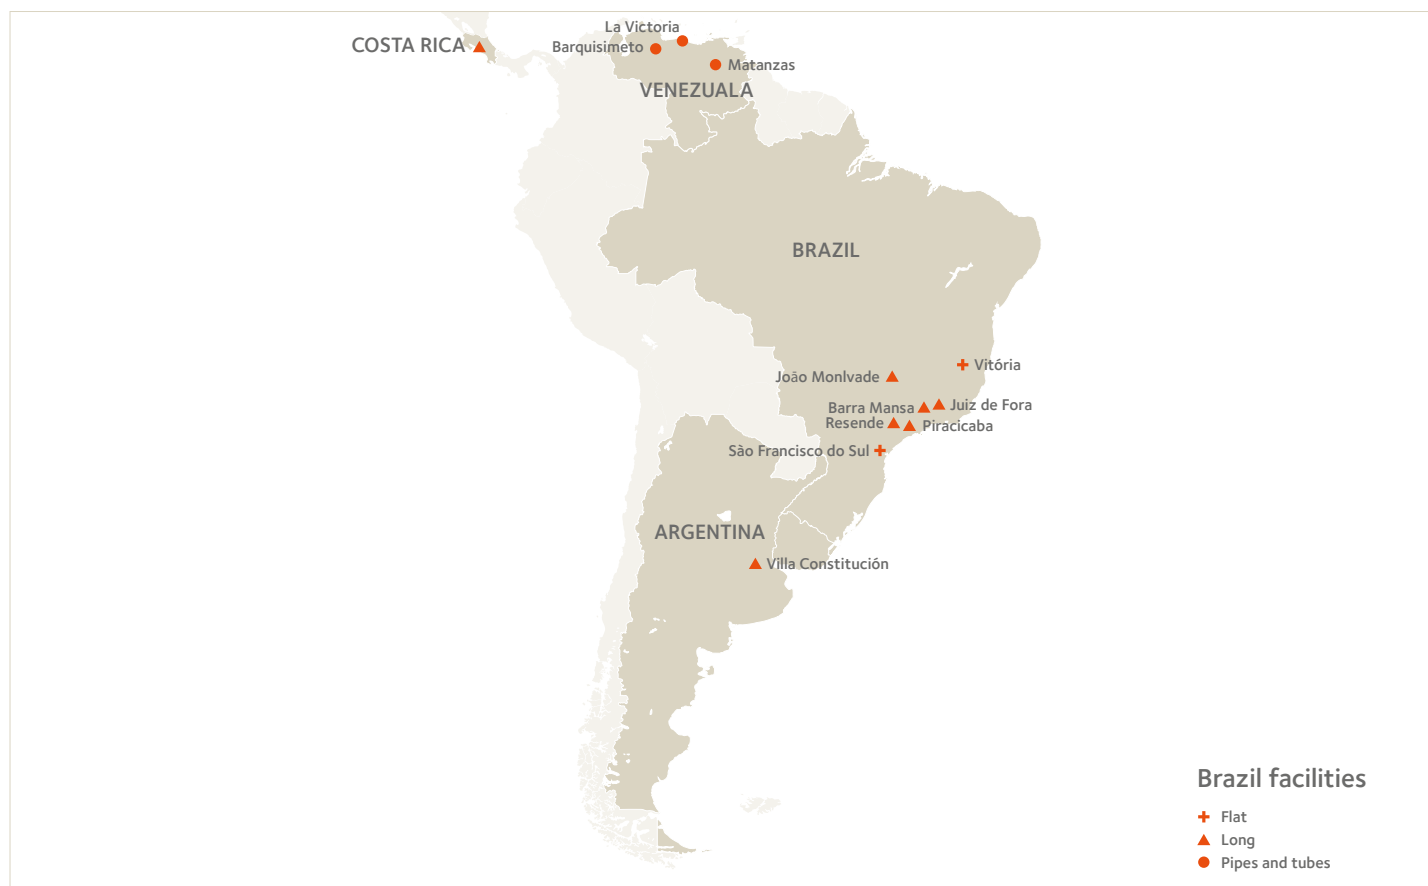 La Victoria
COSTA RICA
Barquisimeto
Matanzas
VENEZUALA
BRAZIL
Vitória
João Monlvade
Juiz de Fora
Barra Mansa
Resende
Piracicaba
Sào Francisco do Sul
ARGENTINA
Villa Constitución
Brazil facilities
Flat
Long
Pipes and tubes